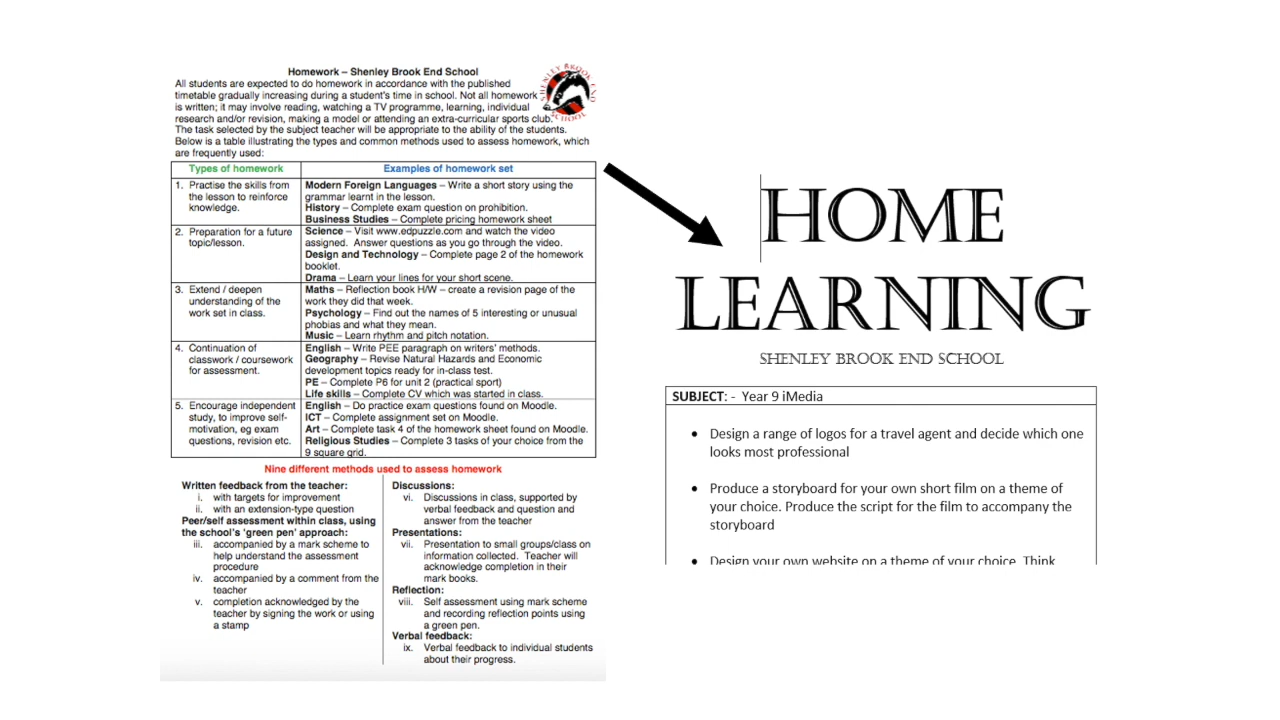 Homework – Shenley Brook End School
All students are expected to do homework in accordance with the published
timetable gradually increasing during a student's time in school. Not all homework
is written; it may involve reading, watching a TV programme, learning, individual
research and/or revision, making a model or attending an extra-curricular sports club.
The task selected by the subject teacher will be appropriate to the ability of the students.
Below is a table illustrating the types and common methods used to assess homework, which
are frequently used:
SHENLEY BROOK END SCHOOL
Types of homework
Examples of homework set
1. Practise the skills from
the lesson to reinforce
knowledge.
Modern Foreign Languages – Write a short story using the
grammar learnt in the lesson.
History – Complete exam question on prohibition.
Business Studies – Complete pricing homework sheet
2. Preparation for a future
topic/lesson.
Science – Visit www.edpuzzle.com and watch the video
assigned. Answer questions as you go through the video.
Design and Technology – Complete page 2 of the homework
booklet.
Drama – Learn your lines for your short scene.
3. Extend / deepen
understanding of the
work set in class.
Maths – Reflection book H/W – create a revision page of the
work they did that week.
Psychology – Find out the names of 5 interesting or unusual
phobias and what they mean.
Music – Learn rhythm and pitch notation.
4. Continuation of
classwork / coursework
for assessment.
English – Write PEE paragraph on writers' methods.
Geography – Revise Natural Hazards and Economic
development topics ready for in-class test.
PE – Complete P6 for unit 2 (practical sport)
Life skills – Complete CV which was started in class.
5. Encourage independent
study, to improve self-
motivation, eg exam
questions, revision etc.
English – Do practice exam questions found on Moodle.
ICT – Complete assignment set on Moodle.
Art – Complete task 4 of the homework sheet found on Moodle.
Religious Studies – Complete 3 tasks of your choice from the
9 square grid.
Nine different methods used to assess homework
Written feedback from the teacher:
i. with targets for improvement
ii. with an extension-type question
Peer/self assessment within class, using
the school's 'green pen' approach:
iii. accompanied by a mark scheme to
help understand the assessment
procedure
iv. accompanied by a comment from the
teacher
v. completion acknowledged by the
teacher by signing the work or using
a stamp
Discussions:
vi. Discussions in class, supported by
verbal feedback and question and
answer from the teacher
Presentations:
vii. Presentation to small groups/class on
information collected. Teacher will
acknowledge completion in their
mark books.
Reflection:
viii. Self assessment using mark scheme
and recording reflection points using
a green pen.
Verbal feedback:
ix. Verbal feedback to individual students
about their progress.
HOME
LEARNING
SHENLEY BROOK END SCHOOL
SUBJECT: - Year 9 iMedia
• Design a range of logos for a travel agent and decide which one
looks most professional
• Produce a storyboard for your own short film on a theme of
your choice. Produce the script for the film to accompany the
storyboard
• Design your own website on a theme of your choice. Think